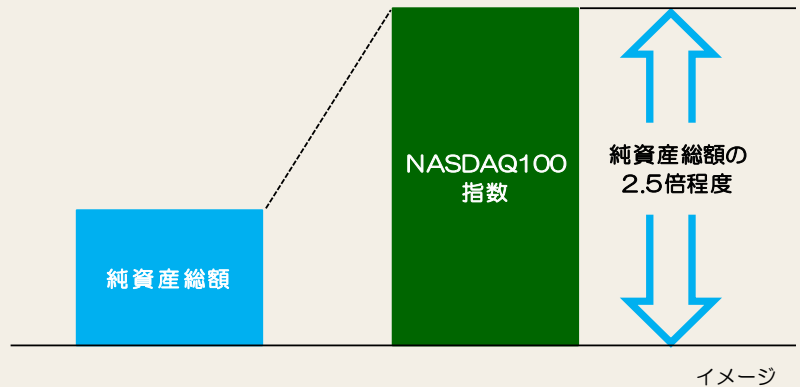 NASDAQ100
指数
純資産総額の
2.5倍程度
純資産総額
イメージ